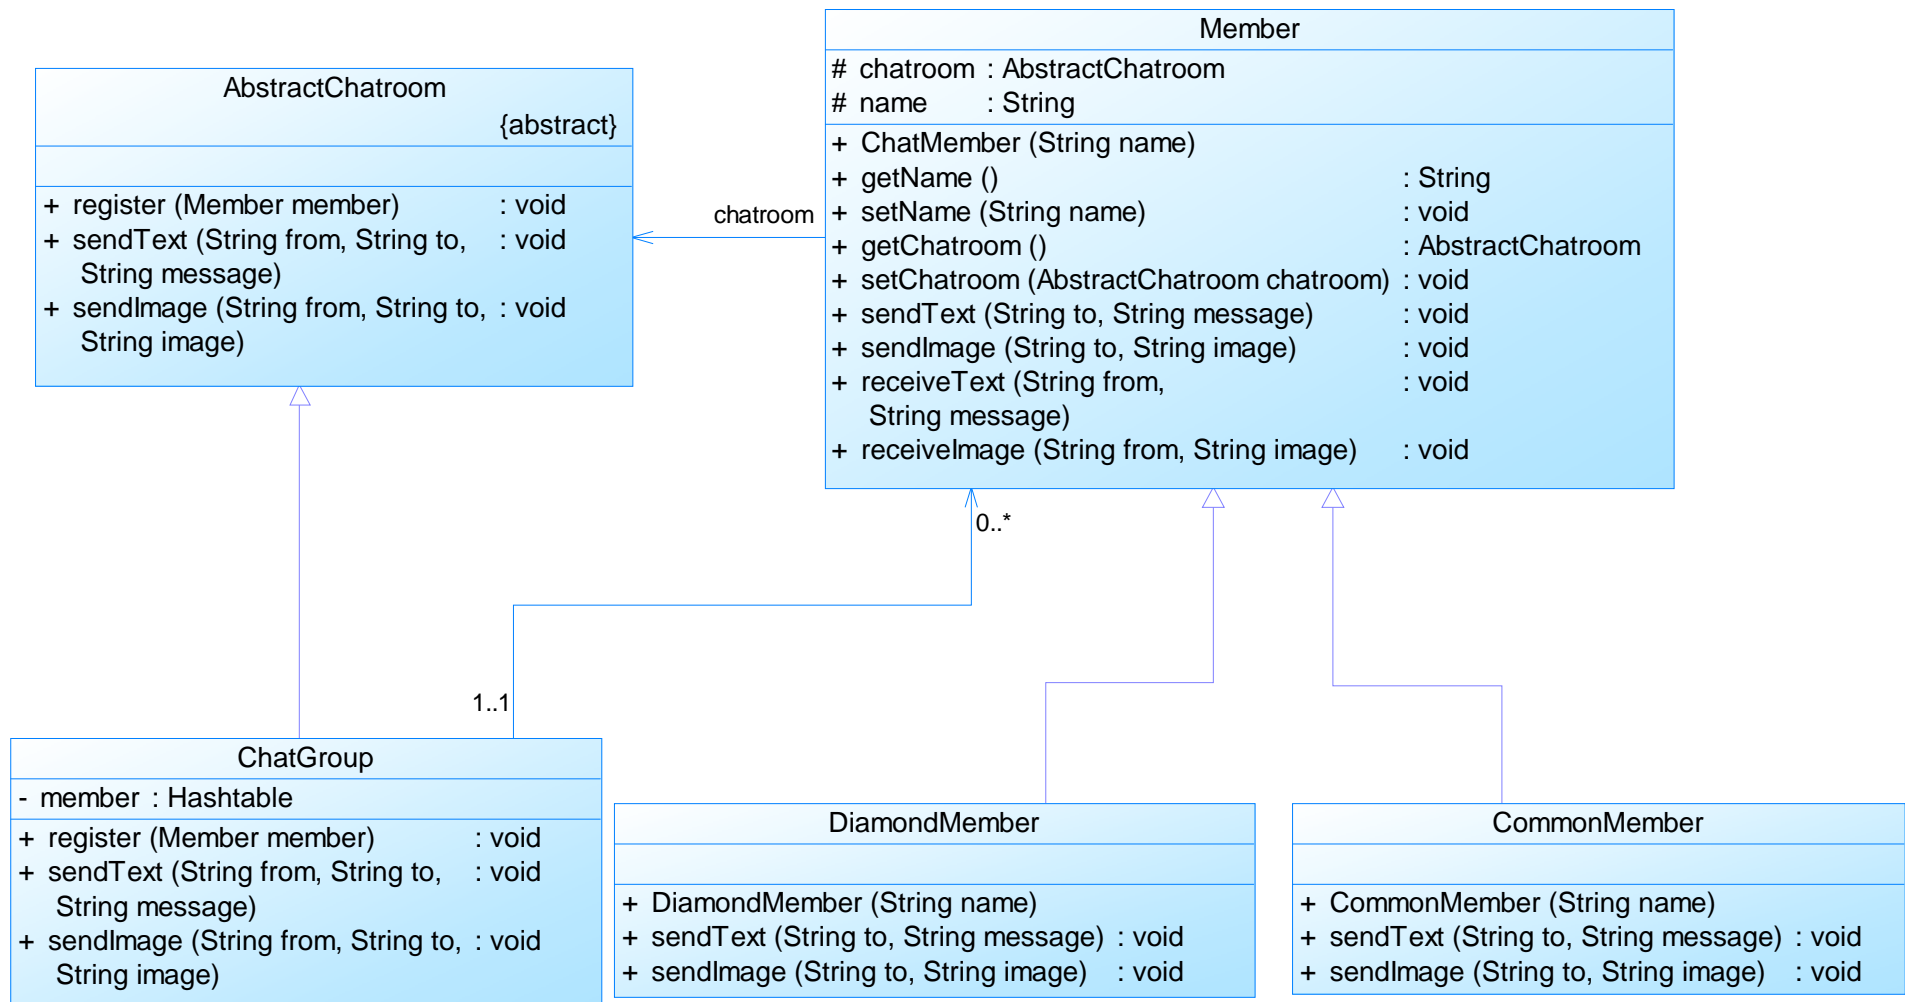 AbstractChatroom
{abstract}
+ register (Member member) : void
+ sendText (String from, String to, : void
String message)
+ sendImage (String from, String to, : void
String image)
chatroom
Member
# chatroom : AbstractChatroom
# name : String
+ ChatMember (String name)
+ getName () : String
+ setName (String name) : void
+ getChatroom () : AbstractChatroom
+ setChatroom (AbstractChatroom chatroom) : void
+ sendText (String to, String message) : void
+ sendImage (String to, String image) : void
+ receiveText (String from, : void
String message)
+ receiveImage (String from, String image) : void
0..*
1..1
ChatGroup
- member : Hashtable
+ register (Member member) : void
+ sendText (String from, String to, : void
String message)
+ sendImage (String from, String to, : void
String image)
DiamondMember
+ DiamondMember (String name)
+ sendText (String to, String message) : void
+ sendImage (String to, String image) : void
CommonMember
+ CommonMember (String name)
+ sendText (String to, String message) : void
+ sendImage (String to, String image) : void